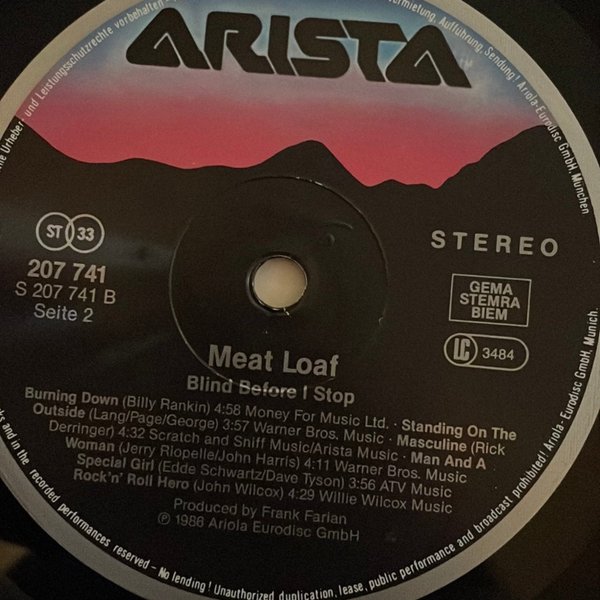 ARISTA
TM
und Leistungsschutzrechte vorbehalten
Vermietung, Aufführung, Sendung! Ariola-Eurodisc GmbH, München
ST 33
STEREO
207 741
S 207 741 B
Seite 2
GEMA
STEMRA
BIEM
LC 3484
Meat Loaf
Blind Before I Stop
Burning Down (Billy Rankin) 4:58 Money For Music Ltd. · Standing On The
Outside (Lang/Page/George) 3:57 Warner Bros. Music · Masculine (Rick
Derringer) 4:32 Scratch and Sniff Music/Arista Music · Man And A
Woman (Jerry Riopelle/John Harris) 4:11 Warner Bros. Music
Special Girl (Edde Schwartz/Dave Tyson) 3:56 ATV Music
Rock'n' Roll Hero (John Wilcox) 4:29 Willie Wilcox Music
Produced by Frank Farian
℗ 1986 Ariola Eurodisc GmbH
and in the recorded performances reserved – No lending! Unauthorized duplication, lease, public performance and broadcast prohibited! Ariola - Eurodisc GmbH, Munich.